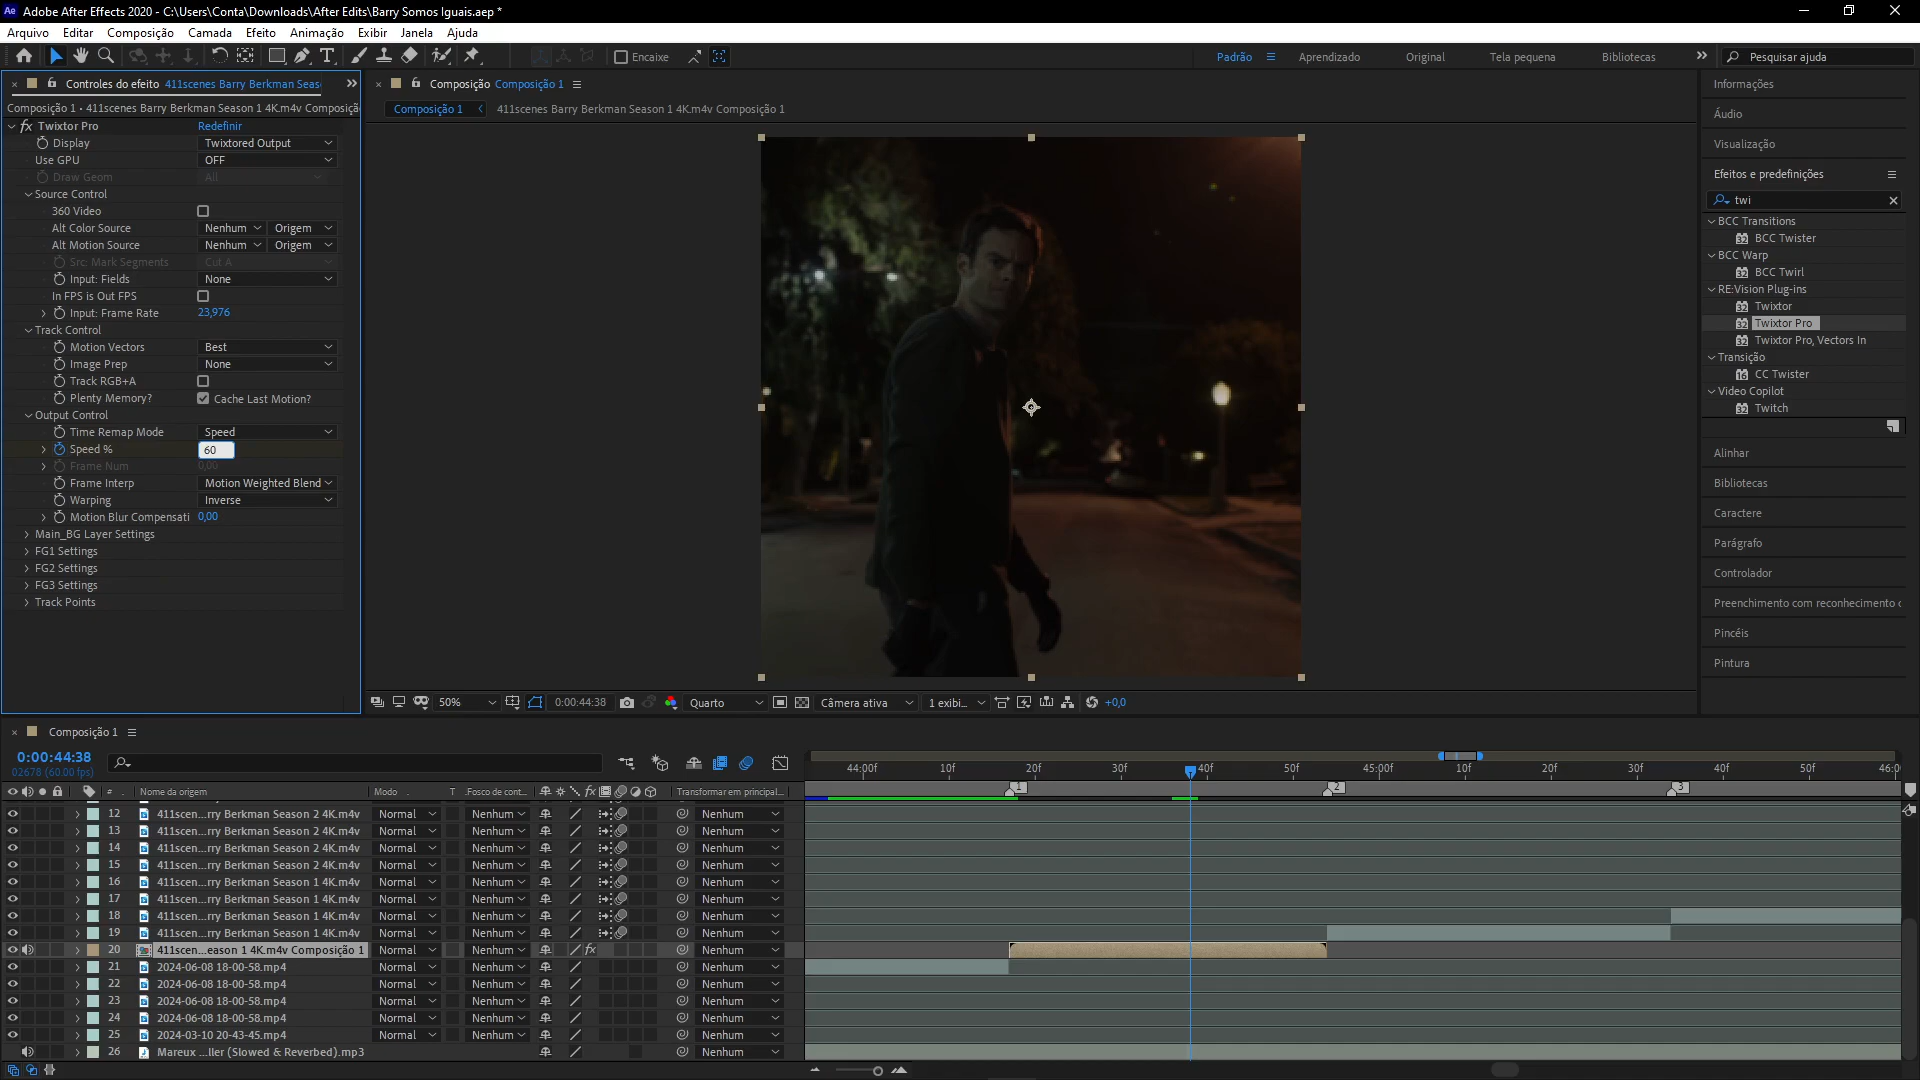 Adobe After Effects 2020 - C:\Users\Conta\Downloads\After Edits\Barry Somos Iguais.aep *
Arquivo Editar Composição Camada Efeito Animação Exibir Janela Ajuda
Encaixe Padrão Aprendizado Original Tela pequena Bibliotecas Pesquisar ajuda
Controles do efeito 411scenes Barry Berkman Seas
Composição 1 • 411scenes Barry Berkman Season 1 4K.m4v Composiçã
Twixtor Pro Redefinir
Display Twixtored Output
Use GPU OFF
Draw Geom All
Source Control
360 Video
Alt Color Source Nenhum Origem
Alt Motion Source Nenhum Origem
Src: Mark Segments Cut A
Input: Fields None
In FPS is Out FPS
Input: Frame Rate 23,976
Track Control
Motion Vectors Best
Image Prep None
Track RGB+A
Plenty Memory? Cache Last Motion?
Output Control
Time Remap Mode Speed
Speed % 60
Frame Num 0,00
Frame Interp Motion Weighted Blend
Warping Inverse
Motion Blur Compensati 0,00
Main_BG Layer Settings
FG1 Settings
FG2 Settings
FG3 Settings
Track Points
Composição Composição 1
Composição 1 411scenes Barry Berkman Season 1 4K.m4v Composição 1
50% 0:00:44:38 Quarto Câmera ativa 1 exibi... +0,0
Informações
Áudio
Visualização
Efeitos e predefinições
twi
BCC Transitions
32 BCC Twister
BCC Warp
32 BCC Twirl
RE:Vision Plug-ins
32 Twixtor
32 Twixtor Pro
32 Twixtor Pro, Vectors In
Transição
16 CC Twister
Video Copilot
32 Twitch
Alinhar
Bibliotecas
Caractere
Parágrafo
Controlador
Preenchimento com reconhecimento c
Pincéis
Pintura
Composição 1
0:00:44:38
02678 (60.00 fps)
44:00f 10f 20f 30f 40f 50f 45:00f 10f 20f 30f 40f 50f 46:0
1 2 3
# Nome da origem Modo T .Fosco de cont... fx Transformar em principal...
12 411scen...rry Berkman Season 2 4K.m4v Normal Nenhum Nenhum
13 411scen...rry Berkman Season 2 4K.m4v Normal Nenhum Nenhum
14 411scen...rry Berkman Season 2 4K.m4v Normal Nenhum Nenhum
15 411scen...rry Berkman Season 2 4K.m4v Normal Nenhum Nenhum
16 411scen...rry Berkman Season 1 4K.m4v Normal Nenhum Nenhum
17 411scen...rry Berkman Season 1 4K.m4v Normal Nenhum Nenhum
18 411scen...rry Berkman Season 1 4K.m4v Normal Nenhum Nenhum
19 411scen...rry Berkman Season 1 4K.m4v Normal Nenhum Nenhum
20 411scen...eason 1 4K.m4v Composição 1 Normal Nenhum fx Nenhum
21 2024-06-08 18-00-58.mp4 Normal Nenhum Nenhum
22 2024-06-08 18-00-58.mp4 Normal Nenhum Nenhum
23 2024-06-08 18-00-58.mp4 Normal Nenhum Nenhum
24 2024-06-08 18-00-58.mp4 Normal Nenhum Nenhum
25 2024-03-10 20-43-45.mp4 Normal Nenhum Nenhum
26 Mareux ...ller (Slowed & Reverbed).mp3 Nenhum